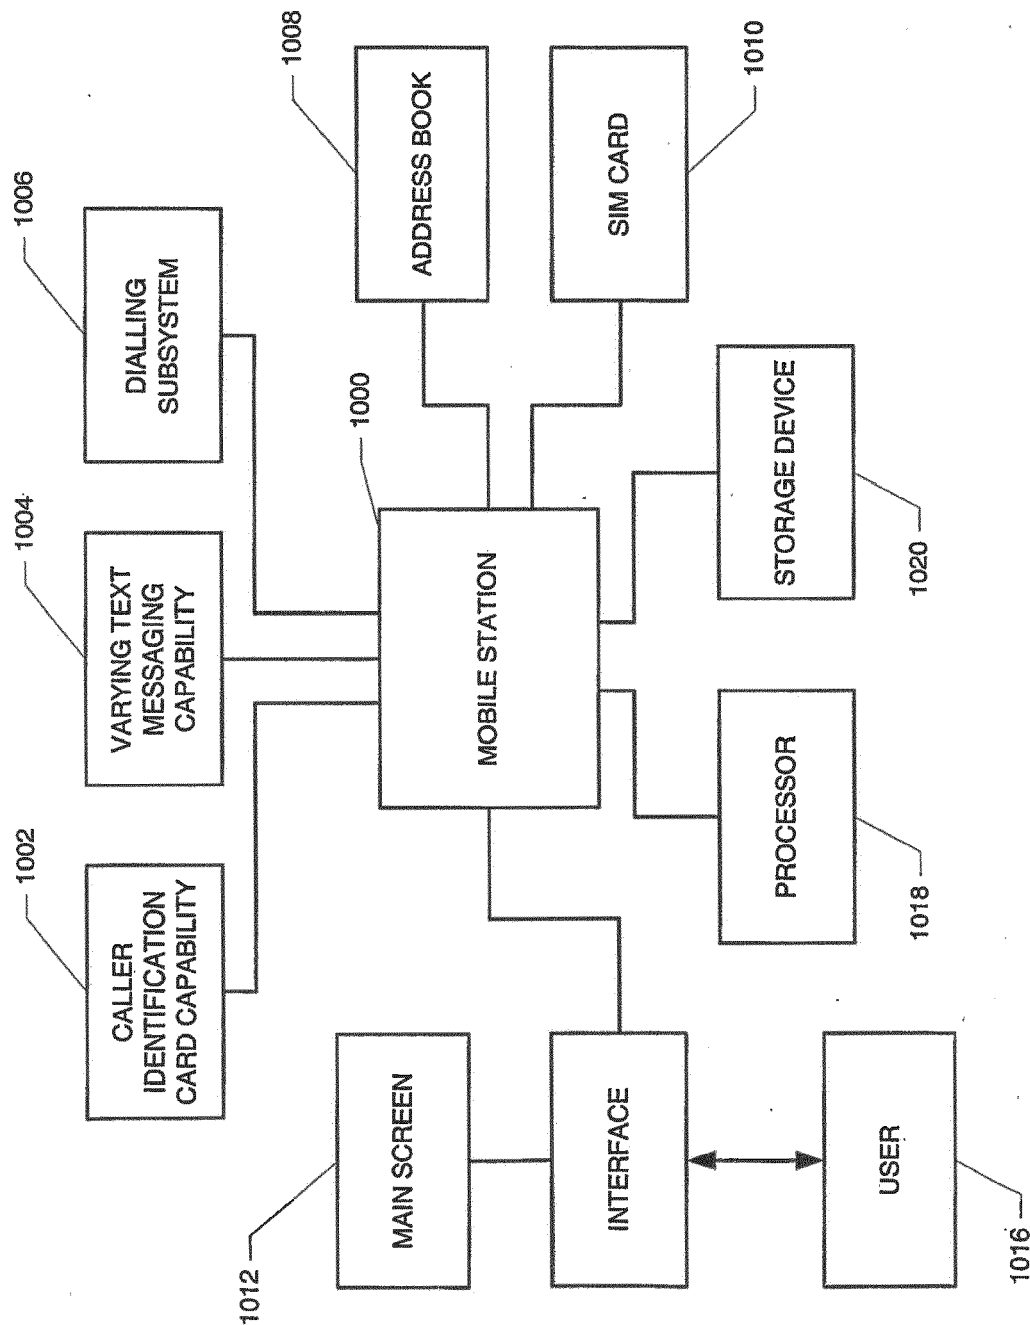 1002
CALLER
IDENTIFICATION
CARD CAPABILITY
1004
VARYING TEXT
MESSAGING
CAPABILITY
1006
DIALLING
SUBSYSTEM
1012
MAIN SCREEN
1000
MOBILE STATION
1008
ADDRESS BOOK
INTERFACE
SIM CARD
1010
PROCESSOR
1018
STORAGE DEVICE
1020
USER
1016